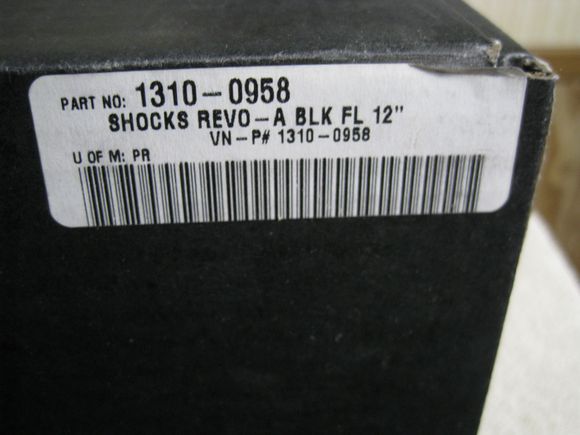 PART NO: 1310-0958
SHOCKS REVO-A BLK FL 12"
VN-P# 1310-0958
U OF M: PR